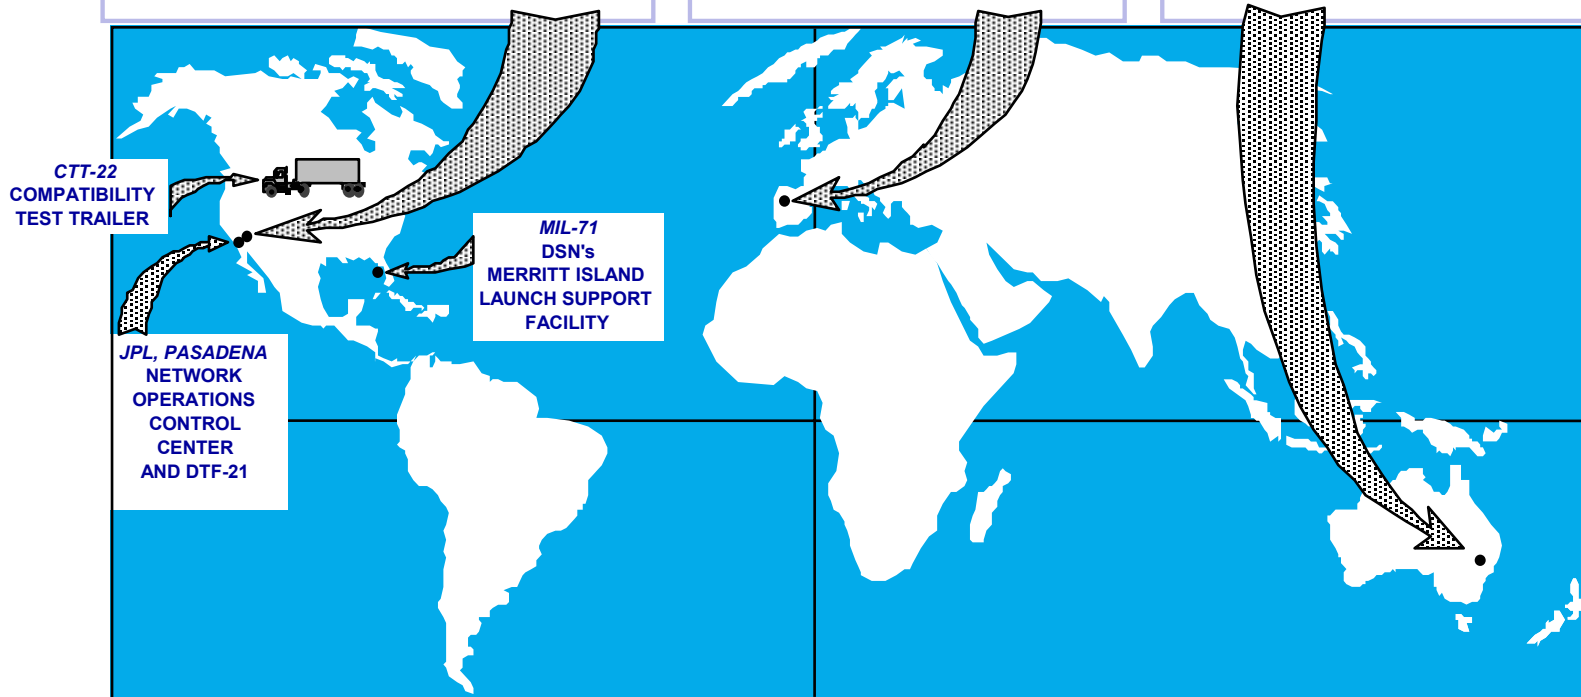 CTT-22
COMPATIBILITY
TEST TRAILER
MIL-71
DSN's
MERRITT ISLAND
LAUNCH SUPPORT
FACILITY
JPL, PASADENA
NETWORK
OPERATIONS
CONTROL
CENTER
AND DTF-21